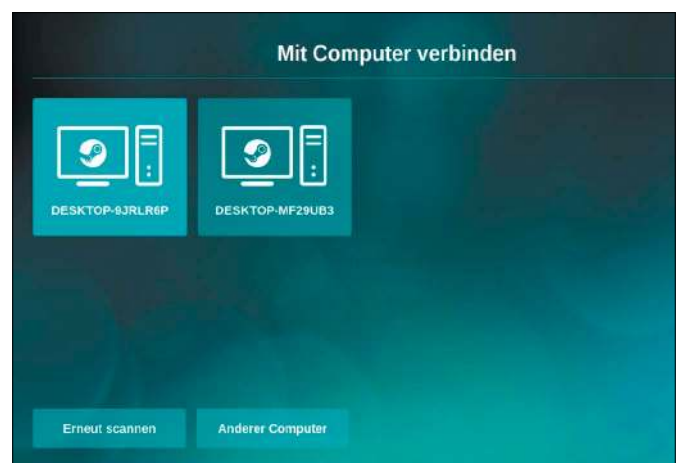 Mit Computer verbinden
DESKTOP-9JRLR6P
DESKTOP-MF29UB3
Erneut scannen
Anderer Computer